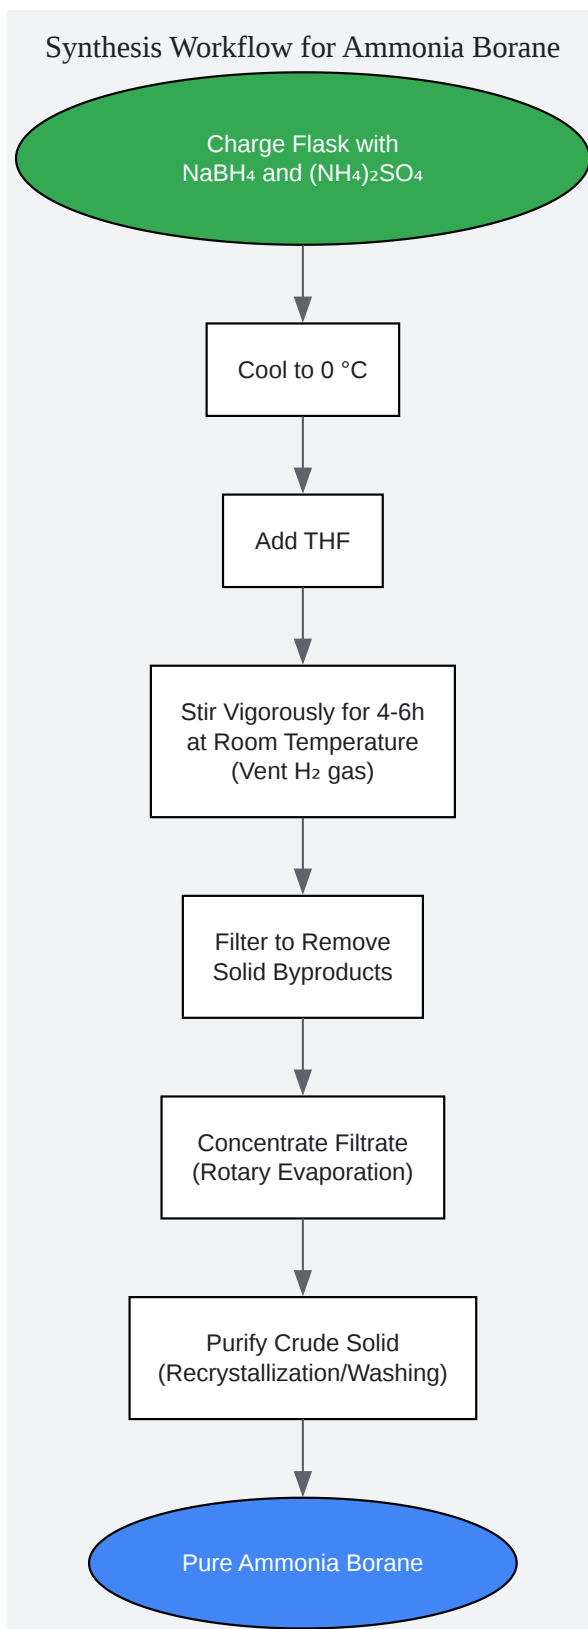 Synthesis Workflow for Ammonia Borane
Charge Flask with
NaBH₄ and (NH₄)₂SO₄
Cool to 0 °C
Add THF
Stir Vigorously for 4-6h
at Room Temperature
(Vent H₂ gas)
Filter to Remove
Solid Byproducts
Concentrate Filtrate
(Rotary Evaporation)
Purify Crude Solid
(Recrystallization/Washing)
Pure Ammonia Borane